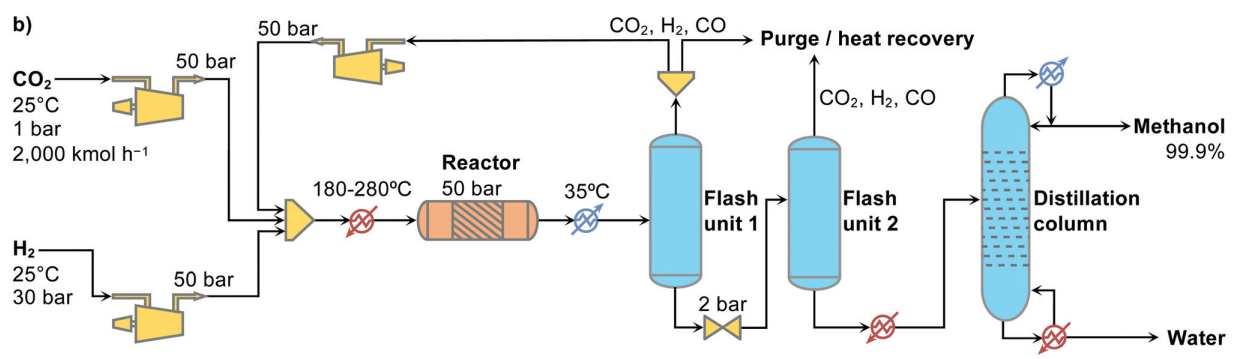 b)
CO₂
25°C
1 bar
2,000 kmol h⁻¹
50 bar
50 bar
CO₂, H₂, CO
Purge / heat recovery
CO₂, H₂, CO
Methanol
99.9%
Reactor
50 bar
180-280ºC
35ºC
Flash
unit 1
Flash
unit 2
Distillation
column
H₂
25°C
30 bar
50 bar
2 bar
Water